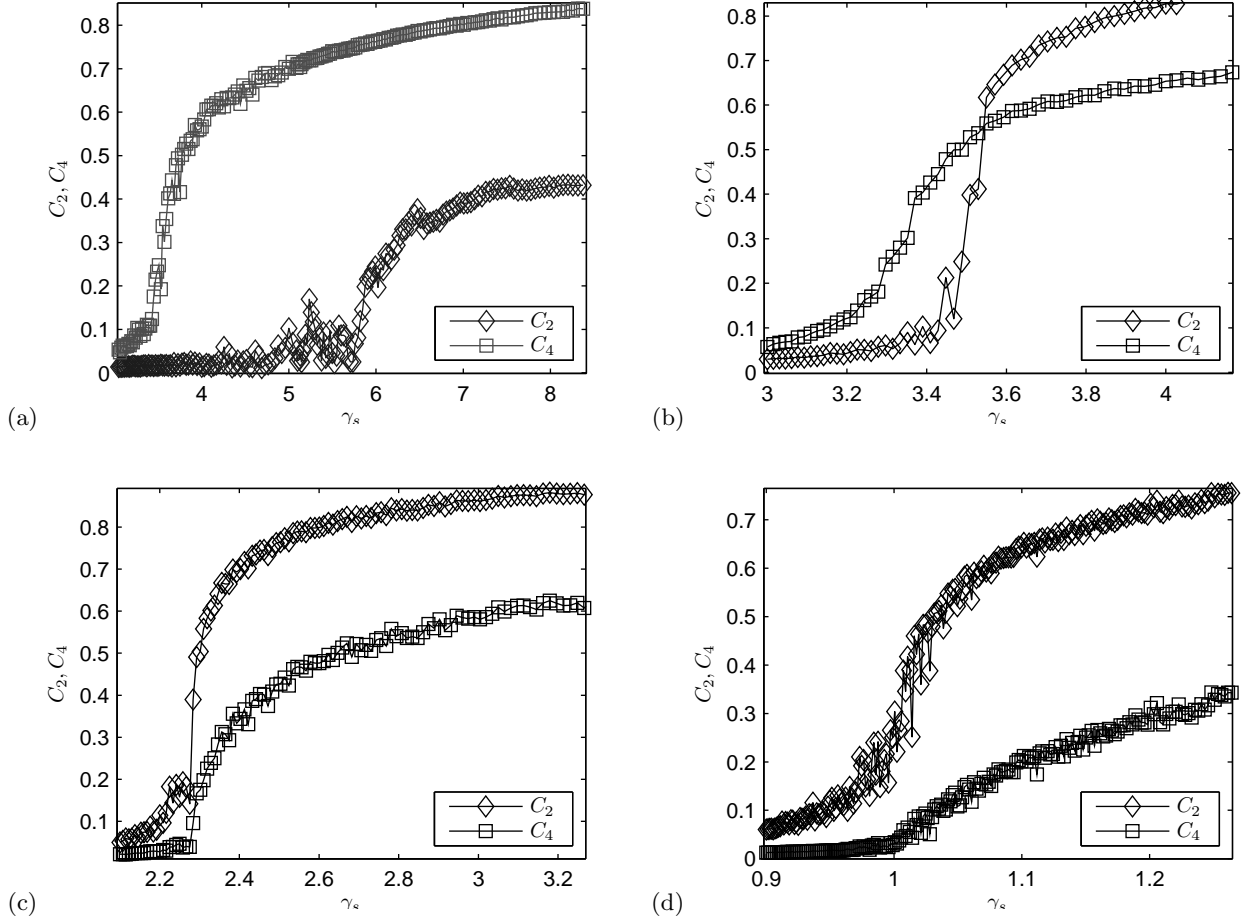 0.8
0.7
0.6
0.5
0.4
0.3
0.2
0.1
0
C₂, C₄
4 5 6 7 8
γₛ
C₂
C₄
(a)
0.8
0.7
0.6
0.5
0.4
0.3
0.2
0.1
0
C₂, C₄
3 3.2 3.4 3.6 3.8 4
γₛ
C₂
C₄
(b)
0.8
0.7
0.6
0.5
0.4
0.3
0.2
0.1
C₂, C₄
2.2 2.4 2.6 2.8 3 3.2
γₛ
C₂
C₄
(c)
0.7
0.6
0.5
0.4
0.3
0.2
0.1
0
C₂, C₄
0.9 1 1.1 1.2
γₛ
C₂
C₄
(d)